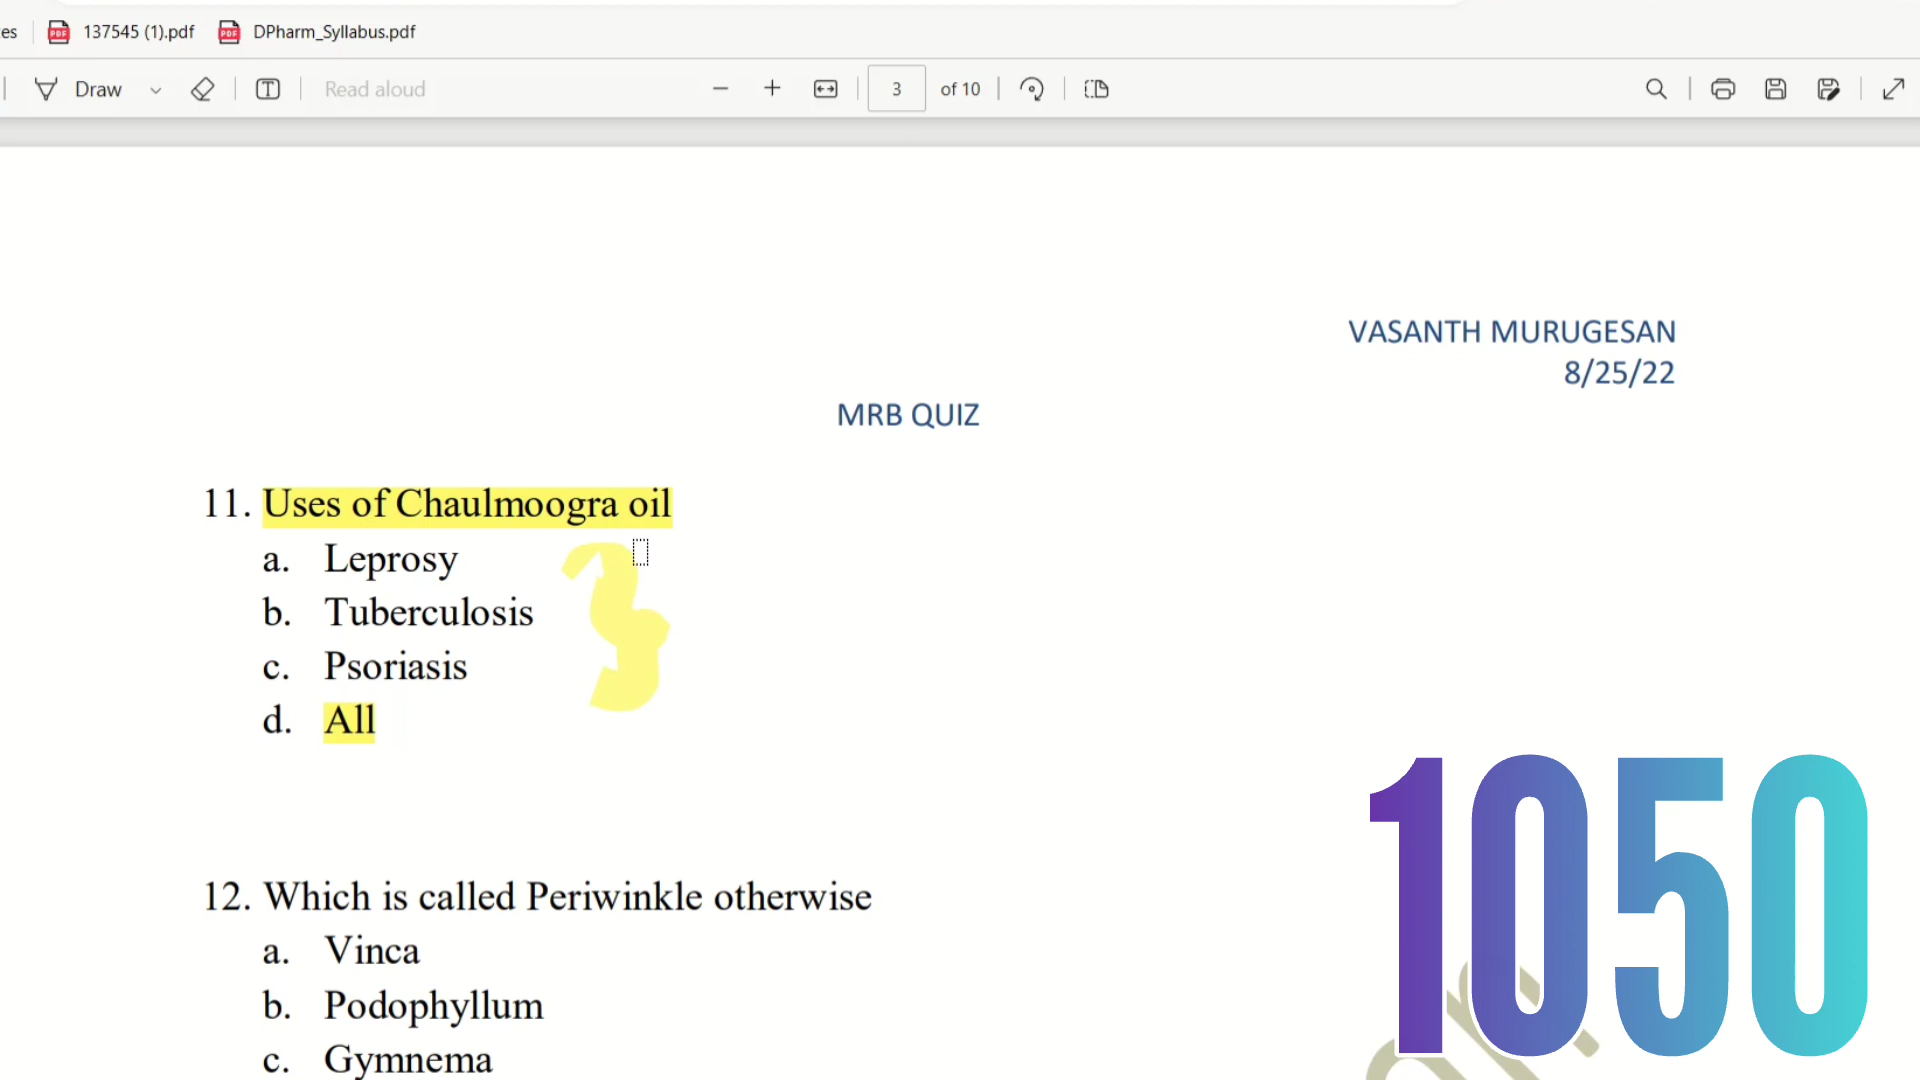 es 137545 (1).pdf DPharm_Syllabus.pdf
Draw Read aloud 3 of 10
VASANTH MURUGESAN
8/25/22
MRB QUIZ
11. Uses of Chaulmoogra oil
a. Leprosy
b. Tuberculosis
c. Psoriasis
d. All
12. Which is called Periwinkle otherwise
a. Vinca
b. Podophyllum
c. Gymnema
1050